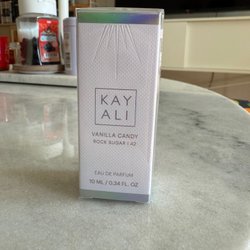 KAY
ALI
VANILLA CANDY
ROCK SUGAR | 42
EAU DE PARFUM
10 ML / 0.34 FL. OZ